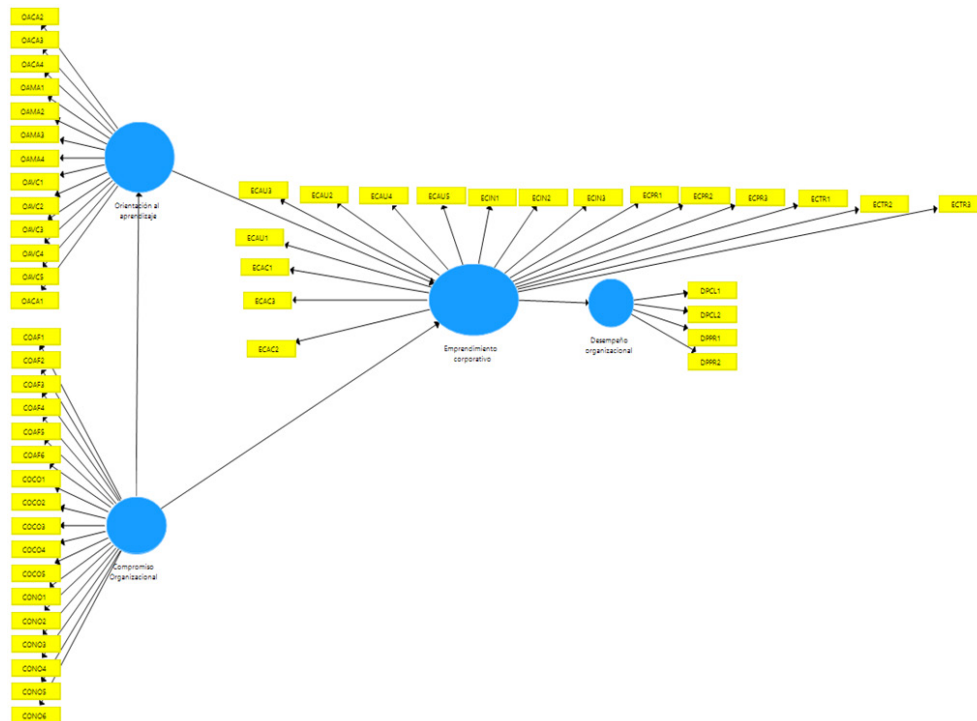 OACA2
OACA3
OACA4
OAMA1
OAMA2
OAMA3
OAMA4
OAVC1
OAVC2
OAVC3
OAVC4
OAVC5
OACA1
Orientación al
aprendizaje
COAF1
COAF2
COAF3
COAF4
COAF5
COAF6
COCO1
COCO2
COCO3
COCO4
COCO5
CONO1
CONO2
CONO3
CONO4
CONO5
CONO6
Compromiso
Organizacional
ECAU3
ECAU2
ECAU4
ECAU5
ECIN1
ECIN2
ECIN3
ECPR1
ECPR2
ECPR3
ECTR1
ECTR2
ECTR3
ECAU1
ECAC1
ECAC3
ECAC2
Emprendimiento
corporativo
Desempeño
organizacional
DPCL1
DPCL2
DPPR1
DPPR2